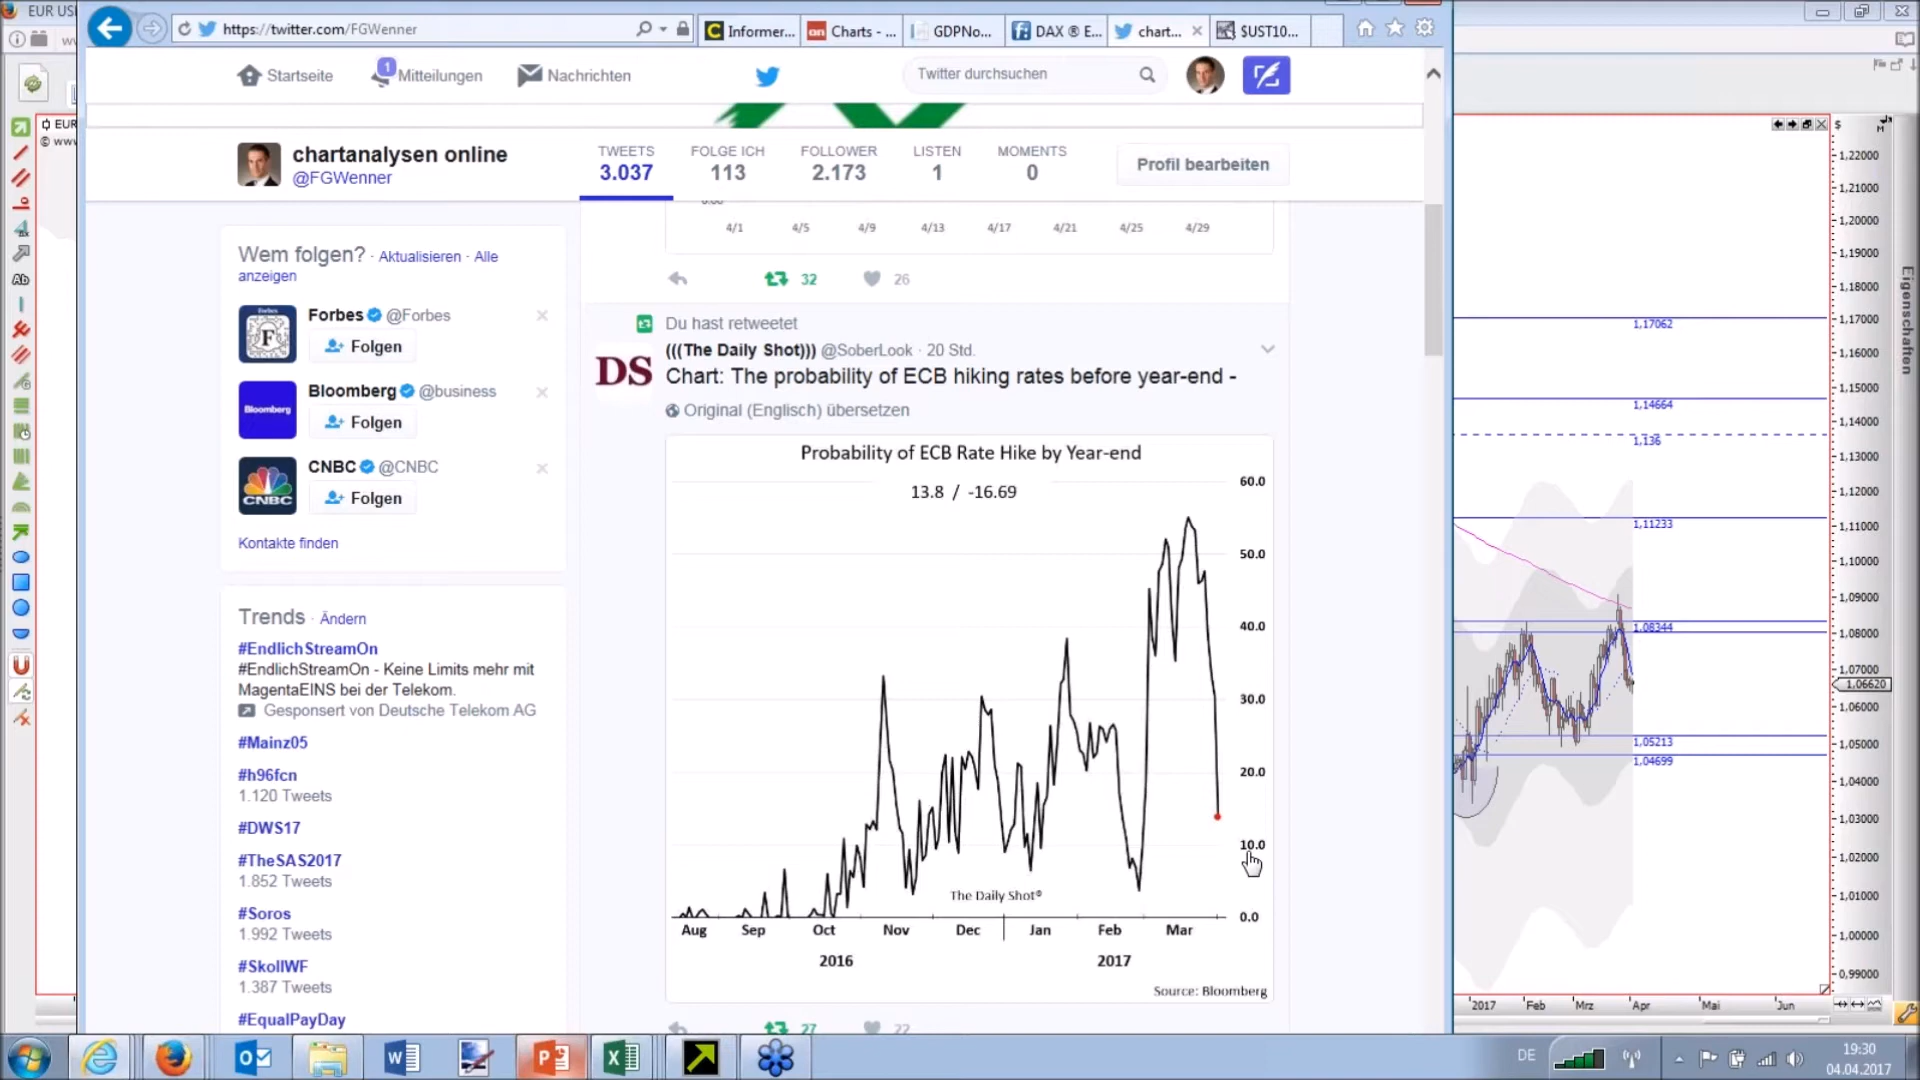 EUR US
https://twitter.com/FGWenner
Informer...
Charts - ...
GDPNo...
DAX ® E...
chart...
$UST10...
Startseite
1
Mitteilungen
Nachrichten
Twitter durchsuchen
chartanalysen online
@FGWenner
TWEETS
3.037
FOLGE ICH
113
FOLLOWER
2.173
LISTEN
1
MOMENTS
0
Profil bearbeiten
Wem folgen? · Aktualisieren · Alle
anzeigen
Forbes @Forbes
Folgen
Bloomberg @business
Folgen
CNBC @CNBC
Folgen
Kontakte finden
Trends · Ändern
#EndlichStreamOn
#EndlichStreamOn - Keine Limits mehr mit
MagentaEINS bei der Telekom.
Gesponsert von Deutsche Telekom AG
#Mainz05
#h96fcn
1.120 Tweets
#DWS17
#TheSAS2017
1.852 Tweets
#Soros
1.992 Tweets
#SkollWF
1.387 Tweets
#EqualPayDay
4/1 4/5 4/9 4/13 4/17 4/21 4/25 4/29
32 26
Du hast retweetet
DS
(((The Daily Shot))) @SoberLook · 20 Std.
Chart: The probability of ECB hiking rates before year-end -
Original (Englisch) übersetzen
Probability of ECB Rate Hike by Year-end
13.8 / -16.69
60.0
50.0
40.0
30.0
20.0
10.0
0.0
The Daily Shot®
Aug Sep Oct Nov Dec Jan Feb Mar
2016 2017
Source: Bloomberg
27 22
EUR
© www
Ab
$
1,22000
1,21000
1,20000
1,19000
1,18000
1,17000
1,16000
1,15000
1,14000
1,13000
1,12000
1,11000
1,10000
1,09000
1,08000
1,07000
1,06620
1,06000
1,05000
1,04000
1,03000
1,02000
1,01000
1,00000
0,99000
1,17062
1,14664
1,136
1,11233
1,08344
1,05213
1,04699
2017 Feb Mrz Apr Mai Jun
Eigenschaften
DE
19:30
04.04.2017